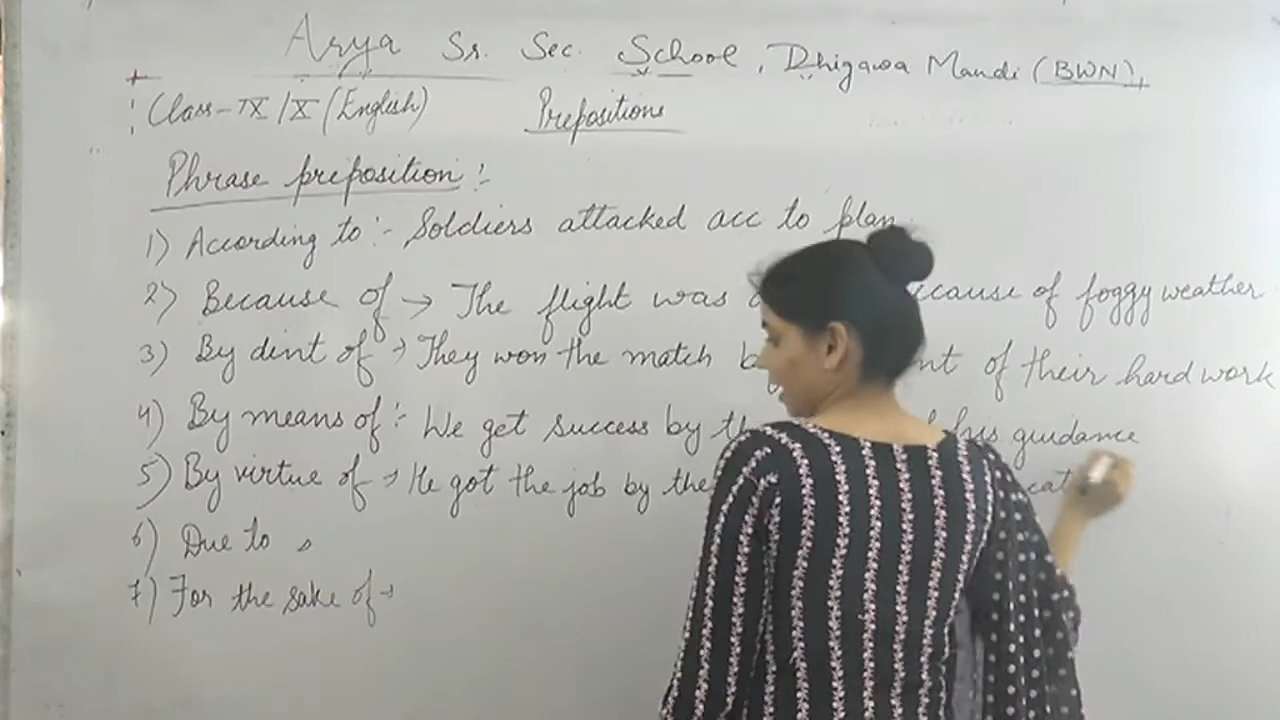 Arya Sr. Sec. School, Dhigawa Mandi (BWN)
Class-IX/X (English) Prepositions
Phrase preposition :-
1) According to :- Soldiers attacked acc to plan
2) Because of → The flight was of foggy weather
3) By dint of → They won the match of their hard work
4) By means of :- We get success by his guidance
5) By virtue of → He got the job by the
6) Due to →
7) For the sake of →